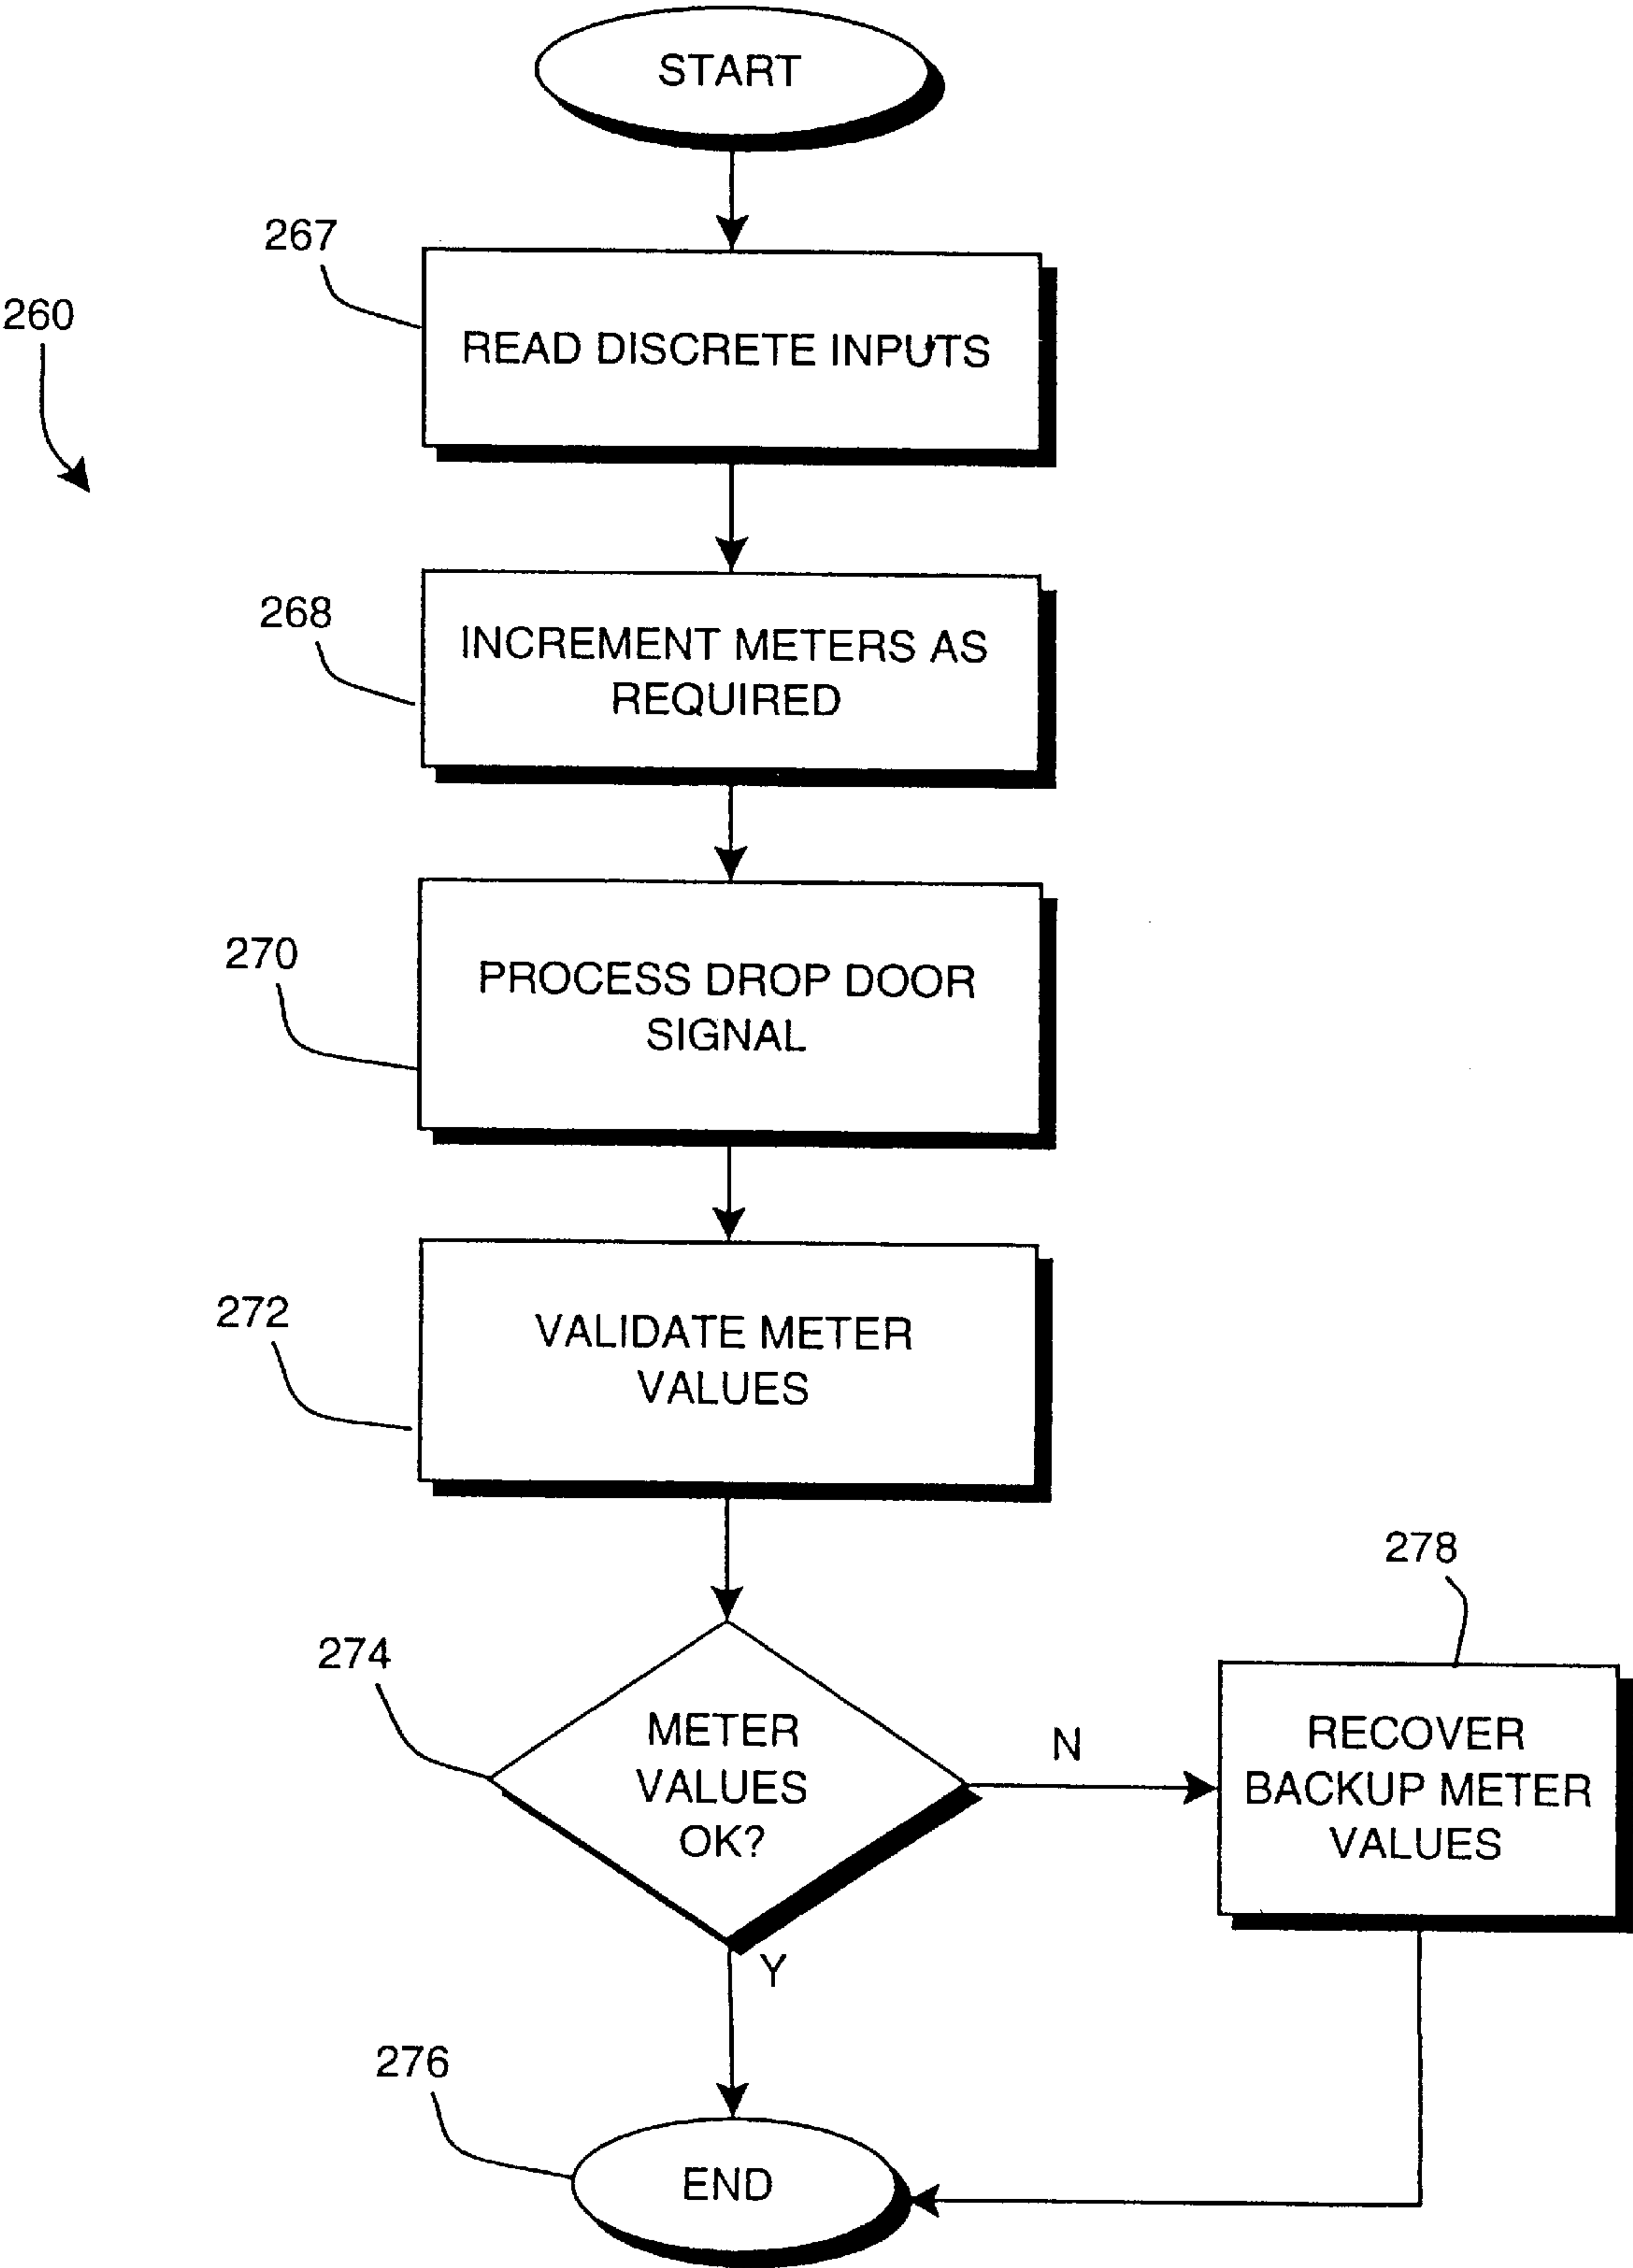 START
267
260
READ DISCRETE INPUTS
268
INCREMENT METERS AS
REQUIRED
270
PROCESS DROP DOOR
SIGNAL
272
VALIDATE METER
VALUES
278
274
METER
VALUES
OK?
N
RECOVER
BACKUP METER
VALUES
Y
276
END